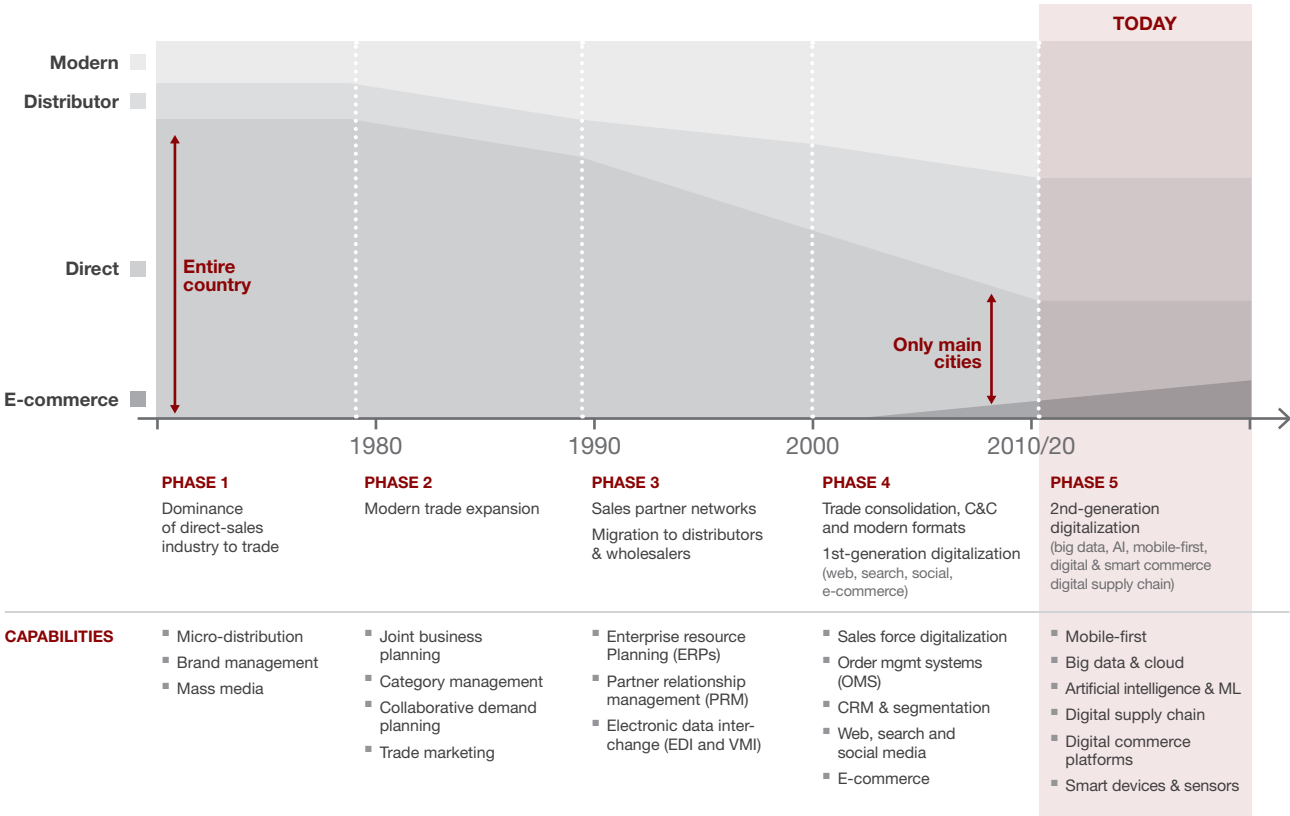 TODAY
Modern
Distributor
Direct
E-commerce
Entire
country
Only main
cities
1980
1990
2000
2010/20
PHASE 1
Dominance
of direct-sales
industry to trade
PHASE 2
Modern trade expansion
PHASE 3
Sales partner networks
Migration to distributors
& wholesalers
PHASE 4
Trade consolidation, C&C
and modern formats
1st-generation digitalization
(web, search, social,
e-commerce)
PHASE 5
2nd-generation
digitalization
(big data, AI, mobile-first,
digital & smart commerce
digital supply chain)
CAPABILITIES
Micro-distribution
Brand management
Mass media
Joint business
planning
Category management
Collaborative demand
planning
Trade marketing
Enterprise resource
Planning (ERPs)
Partner relationship
management (PRM)
Electronic data inter-
change (EDI and VMI)
Sales force digitalization
Order mgmt systems
(OMS)
CRM & segmentation
Web, search and
social media
E-commerce
Mobile-first
Big data & cloud
Artificial intelligence & ML
Digital supply chain
Digital commerce
platforms
Smart devices & sensors